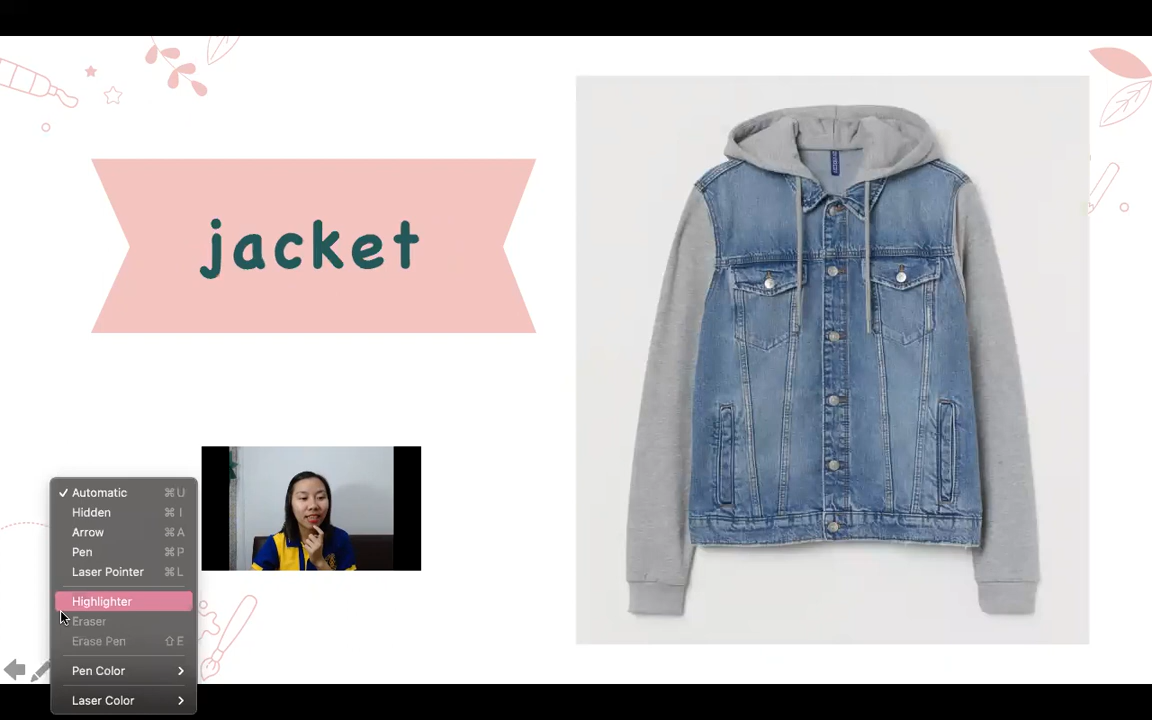 jacket
✓ Automatic ⌘ U
Hidden ⌘ I
Arrow ⌘ A
Pen ⌘ P
Laser Pointer ⌘ L
Highlighter
Eraser
Erase Pen ⇧ E
Pen Color >
Laser Color >